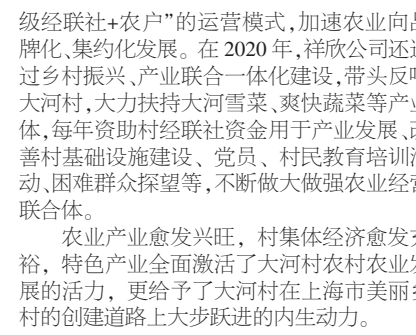 级经联社+农户”的运营模式，加速农业向品
牌化、集约化发展。在2020年，祥欣公司还通
过乡村振兴、产业联合一体化建设，带头反哺
大河村，大力扶持大河雪菜、爽快蔬菜等产业
体，每年资助村经联社资金用于产业发展、改
善村基础设施建设、党员、村民教育培训活
动、困难群众探望等，不断做大做强农业经营
联合体。
农业产业愈发兴旺，村集体经济愈发充
裕，特色产业全面激活了大河村农村农业发
展的活力，更给予了大河村在上海市美丽乡
村的创建道路上大步跃进的内生动力。